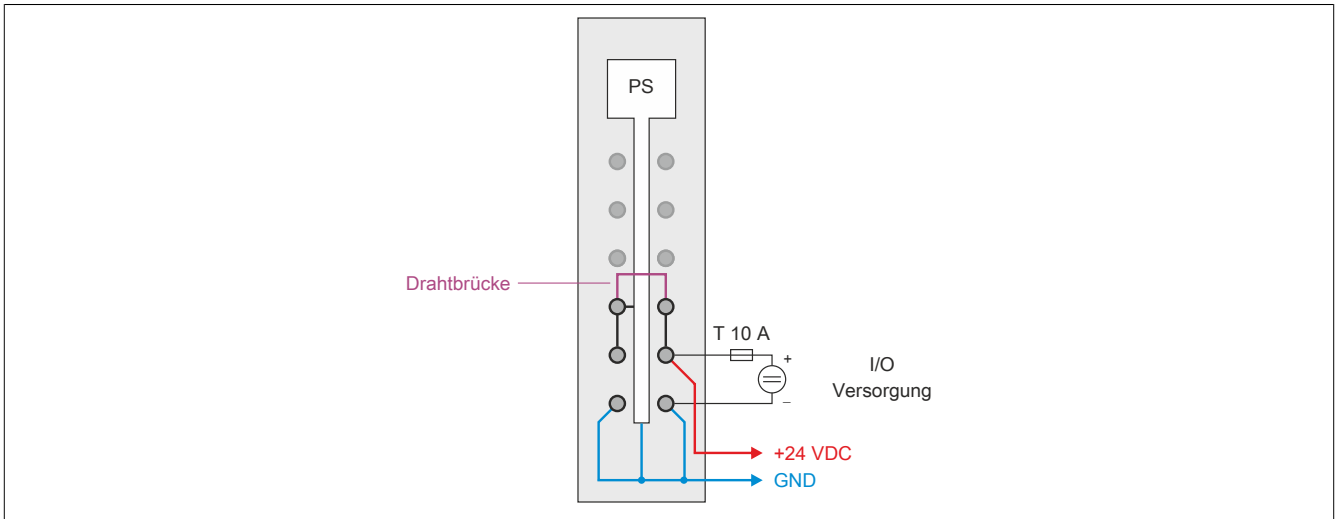 PS
Drahtbrücke
T 10 A
+
I/O
Versorgung
–
+24 VDC
GND